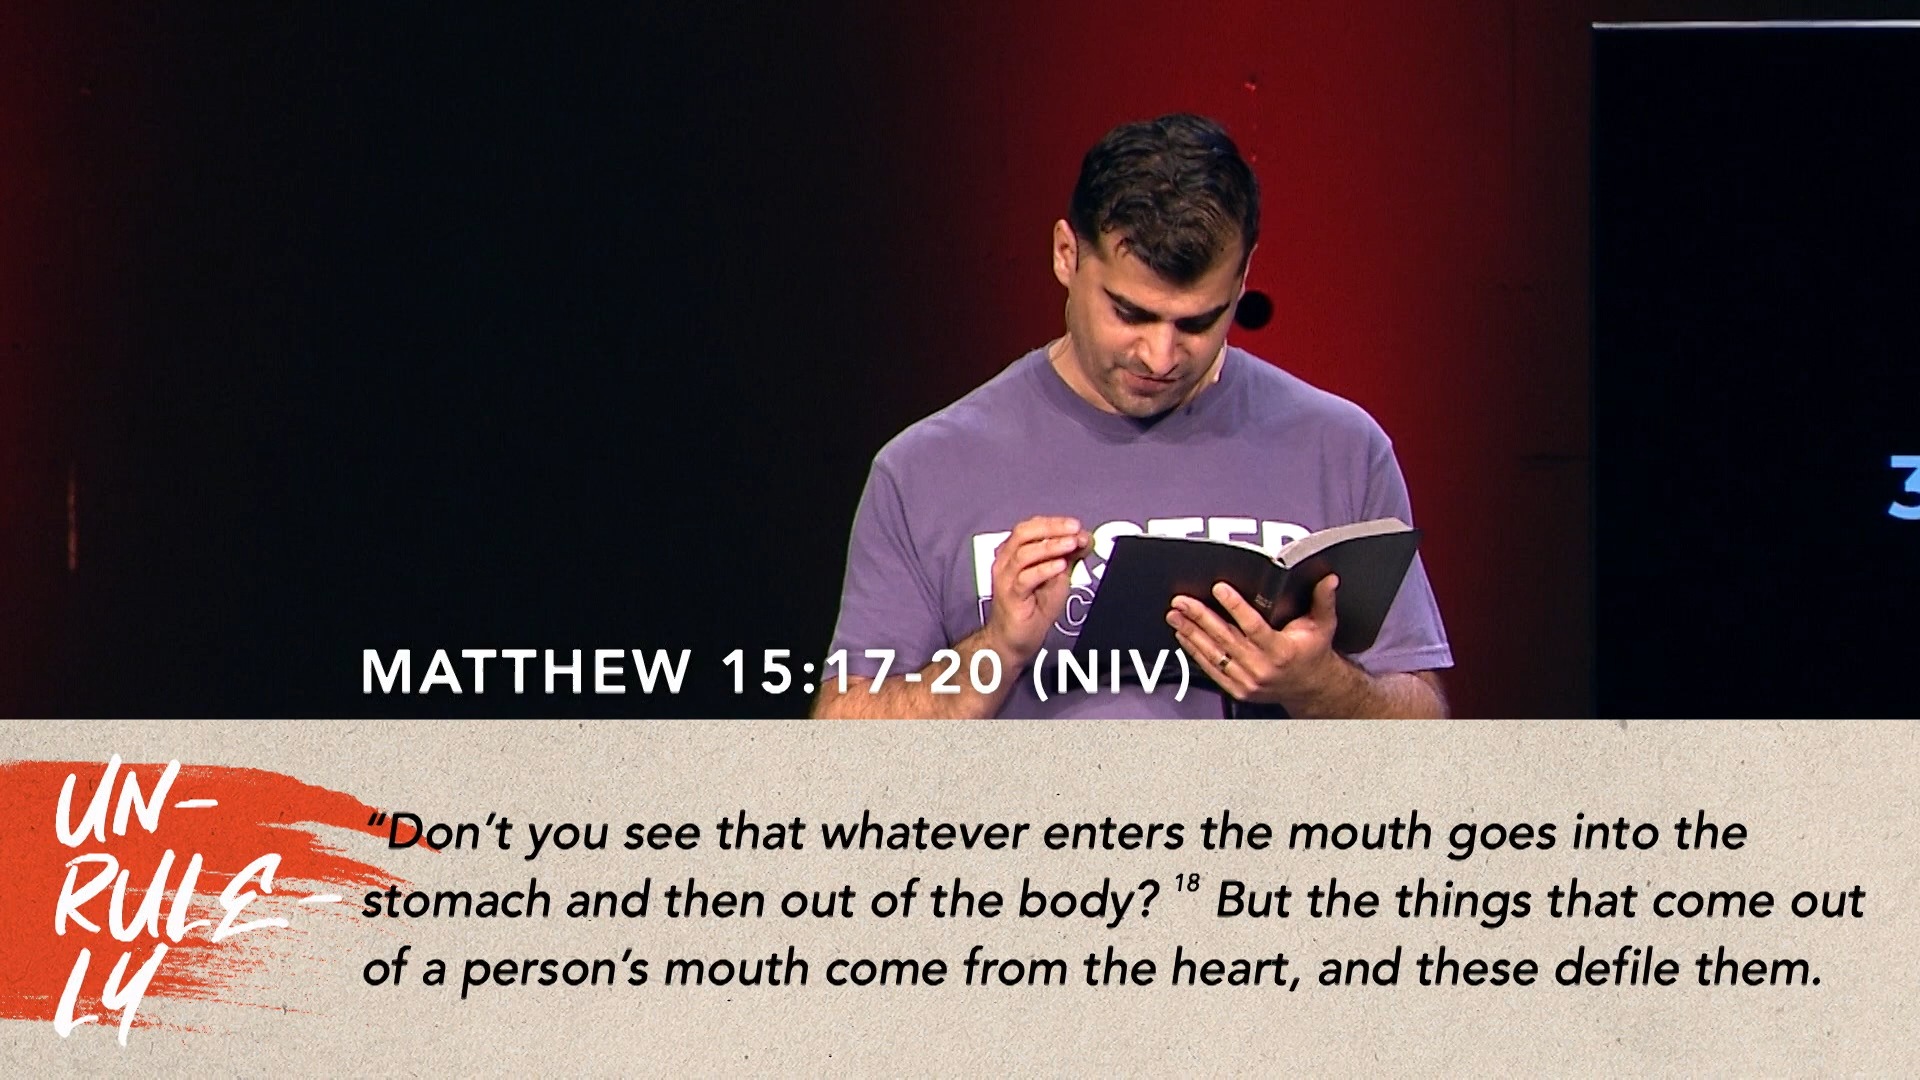 MATTHEW 15:17-20 (NIV)
UN-
RULE-
LY
“Don’t you see that whatever enters the mouth goes into the
stomach and then out of the body? 18 But the things that come out
of a person’s mouth come from the heart, and these defile them.